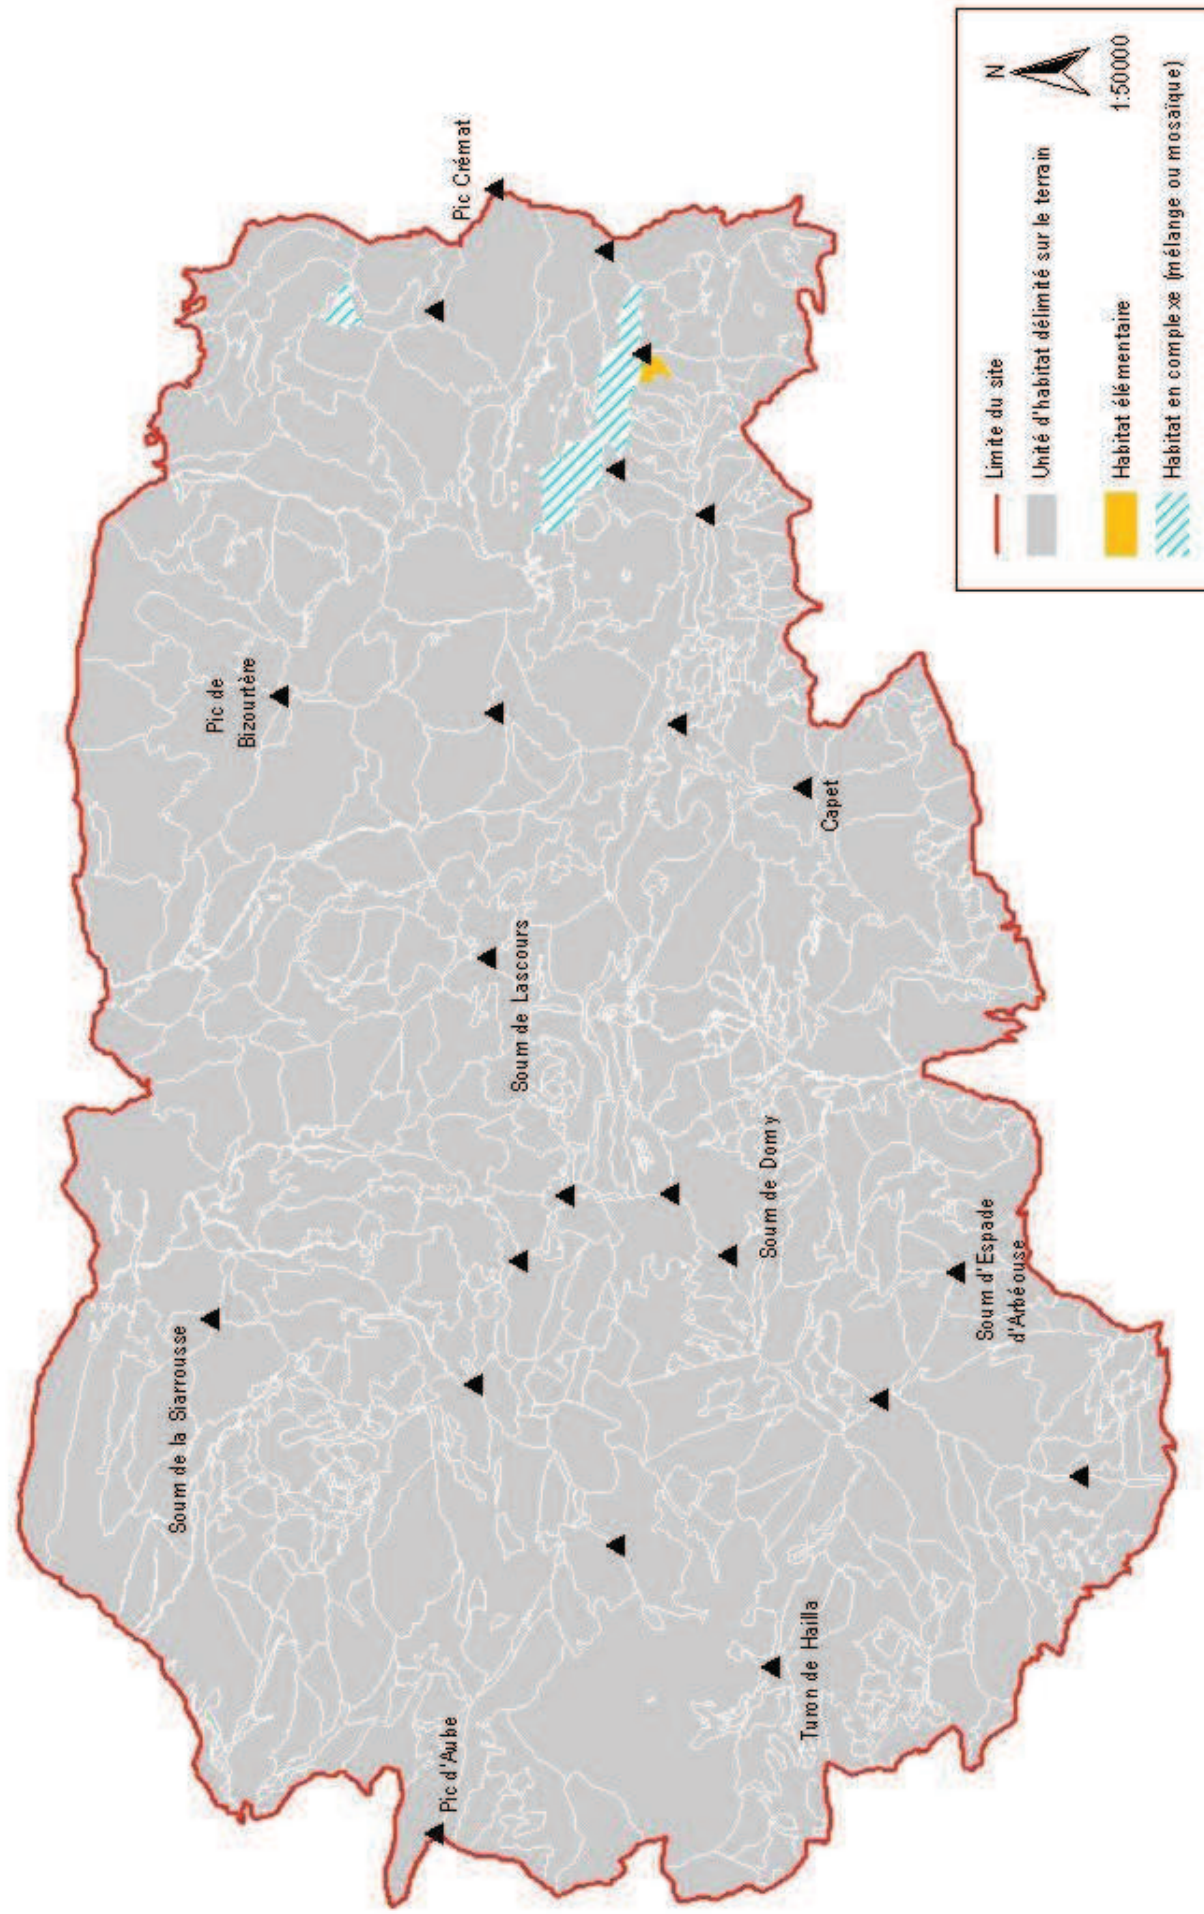 Pic d'Aube
Soum de la Siarrousse
Turon de Hailla
Soum d'Espade
d'Arbéouse
Soum de Domy
Soum de Lascours
Pic de
Bizourtère
Capet
Pic Crémat
Limite du site
Unité d'habitat délimité sur le terrain
Habitat élémentaire
Habitat en complexe (mélange ou mosaïque)
N
1:50000